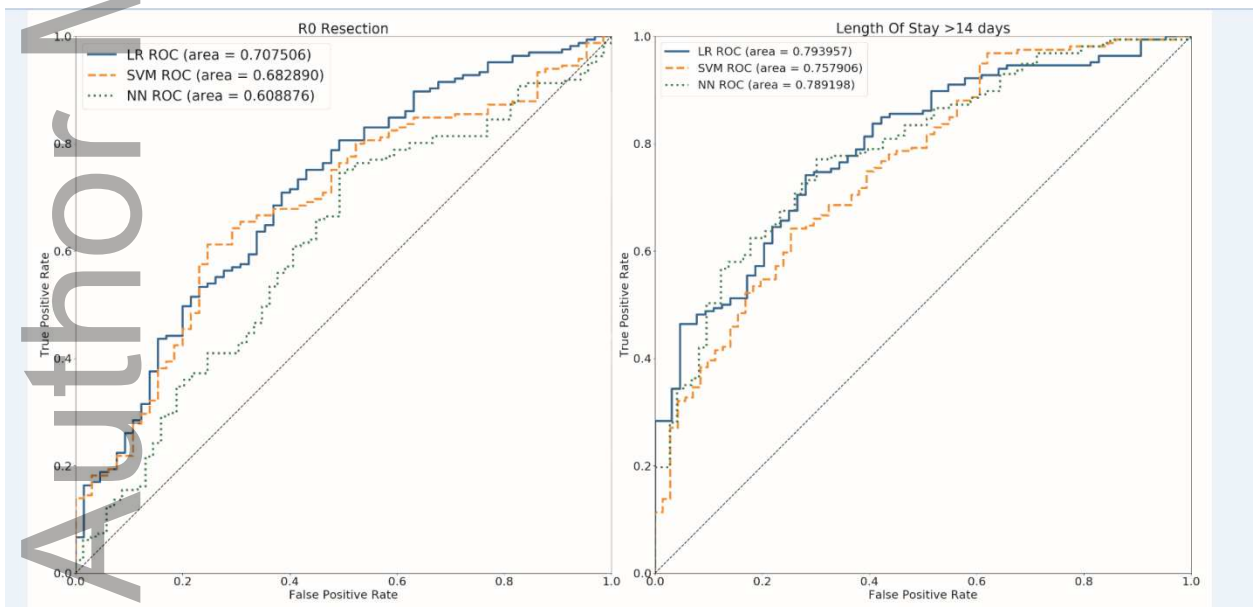 Author M
R0 Resection
LR ROC (area = 0.707506)
SVM ROC (area = 0.682890)
NN ROC (area = 0.608876)
1.0
0.8
0.6
0.4
0.2
0.0
True Positive Rate
0.0 0.2 0.4 0.6 0.8 1.0
False Positive Rate
Length Of Stay >14 days
LR ROC (area = 0.793957)
SVM ROC (area = 0.757906)
NN ROC (area = 0.789198)
1.0
0.8
0.6
0.4
0.2
0.0
True Positive Rate
0.0 0.2 0.4 0.6 0.8 1.0
False Positive Rate